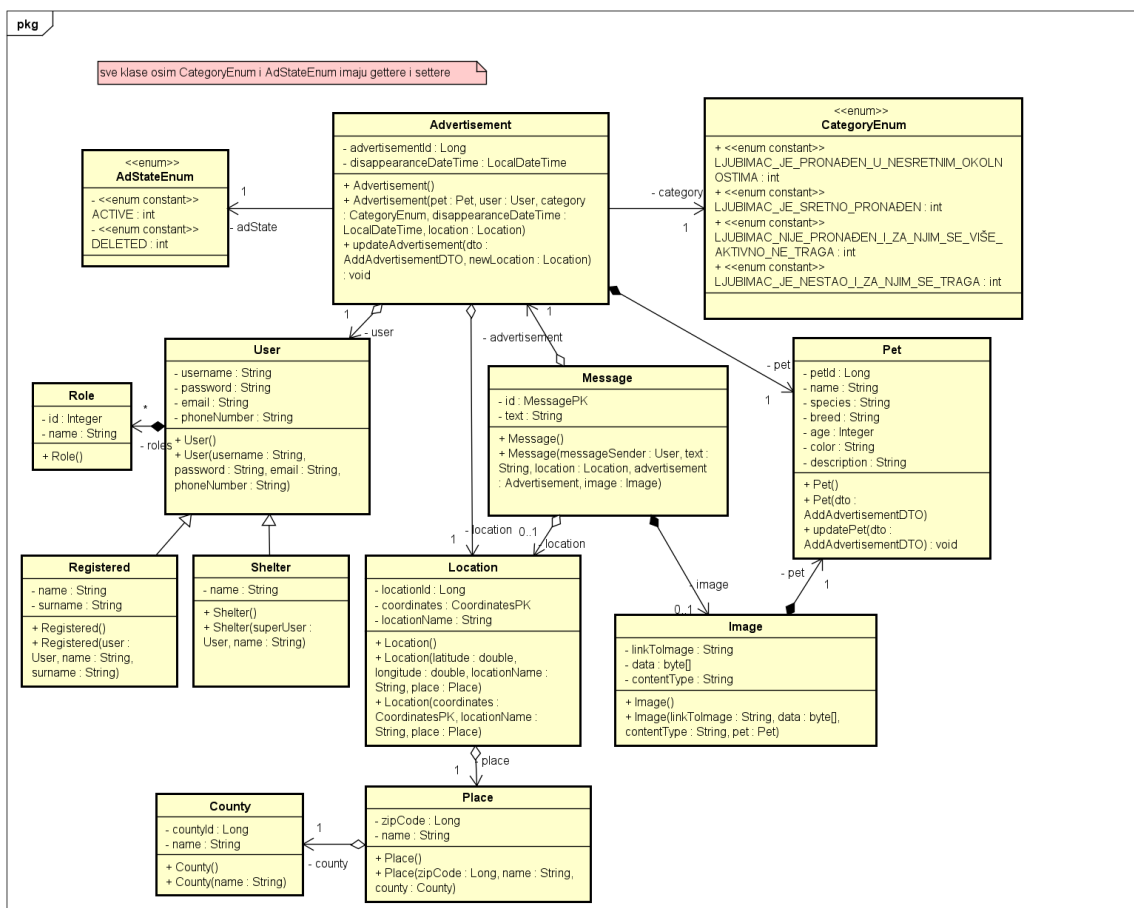 pkg
sve klase osim CategoryEnum i AdStateEnum imaju gettere i settere
Advertisement
- advertisementId : Long
- disappearanceDateTime : LocalDateTime
+ Advertisement()
+ Advertisement(pet : Pet, user : User, category
: CategoryEnum, disappearanceDateTime :
LocalDateTime, location : Location)
+ updateAdvertisement(dto :
AddAdvertisementDTO, newLocation : Location)
: void
<<enum>>
CategoryEnum
+ <<enum constant>>
LJUBIMAC_JE_PRONAĐEN_U_NESRETNIM_OKOLN
OSTIMA : int
+ <<enum constant>>
LJUBIMAC_JE_SRETNO_PRONAĐEN : int
+ <<enum constant>>
LJUBIMAC_NIJE_PRONAĐEN_I_ZA_NJIM_SE_VIŠE_
AKTIVNO_NE_TRAGA : int
+ <<enum constant>>
LJUBIMAC_JE_NESTAO_I_ZA_NJIM_SE_TRAGA : int
<<enum>>
AdStateEnum
- <<enum constant>>
ACTIVE : int
- <<enum constant>>
DELETED : int
1
- adState
- category
1
1
- user
- advertisement
1
- pet
1
User
- username : String
- password : String
- email : String
- phoneNumber : String
+ User()
+ User(username : String,
password : String, email : String,
phoneNumber : String)
Role
- id : Integer
- name : String
+ Role()
*
- roles
Message
- id : MessagePK
- text : String
+ Message()
+ Message(messageSender : User, text :
String, location : Location, advertisement
: Advertisement, image : Image)
Pet
- petId : Long
- name : String
- species : String
- breed : String
- age : Integer
- color : String
- description : String
+ Pet()
+ Pet(dto :
AddAdvertisementDTO)
+ updatePet(dto :
AddAdvertisementDTO) : void
- location
1
0..1
- location
- image
0..1
- pet
1
Registered
- name : String
- surname : String
+ Registered()
+ Registered(user :
User, name : String,
surname : String)
Shelter
- name : String
+ Shelter()
+ Shelter(superUser :
User, name : String)
Location
- locationId : Long
- coordinates : CoordinatesPK
- locationName : String
+ Location()
+ Location(latitude : double,
longitude : double, locationName :
String, place : Place)
+ Location(coordinates :
CoordinatesPK, locationName :
String, place : Place)
Image
- linkToImage : String
- data : byte[]
- contentType : String
+ Image()
+ Image(linkToImage : String, data : byte[],
contentType : String, pet : Pet)
- place
1
County
- countyId : Long
- name : String
+ County()
+ County(name : String)
1
- county
Place
- zipCode : Long
- name : String
+ Place()
+ Place(zipCode : Long, name : String,
county : County)